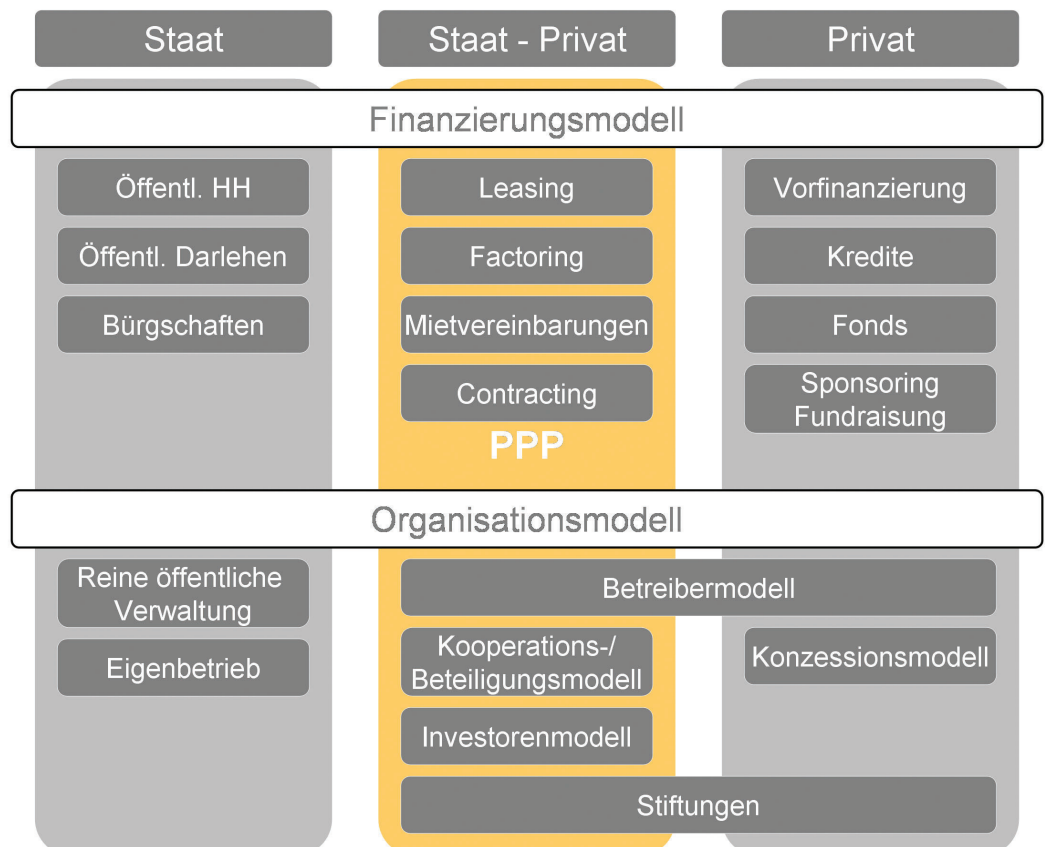 Staat
Staat - Privat
Privat
Finanzierungsmodell
Öffentl. HH
Leasing
Vorfinanzierung
Öffentl. Darlehen
Factoring
Kredite
Bürgschaften
Mietvereinbarungen
Fonds
Contracting
Sponsoring
Fundraisung
PPP
Organisationsmodell
Reine öffentliche
Verwaltung
Betreibermodell
Eigenbetrieb
Kooperations-/
Beteiligungsmodell
Konzessionsmodell
Investorenmodell
Stiftungen